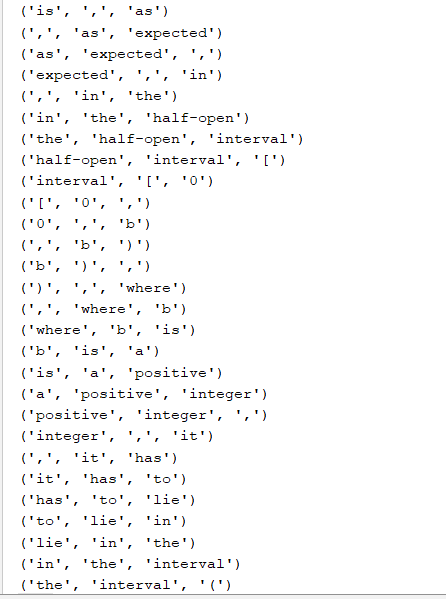 ('is', ',', 'as')
(',', 'as', 'expected')
('as', 'expected', ',')
('expected', ',', 'in')
(',', 'in', 'the')
('in', 'the', 'half-open')
('the', 'half-open', 'interval')
('half-open', 'interval', '[')
('interval', '[', '0')
('[', '0', ',')
('0', ',', 'b')
(',', 'b', ')')
('b', ')', ',')
(')', ',', 'where')
(',', 'where', 'b')
('where', 'b', 'is')
('b', 'is', 'a')
('is', 'a', 'positive')
('a', 'positive', 'integer')
('positive', 'integer', ',')
('integer', ',', 'it')
(',', 'it', 'has')
('it', 'has', 'to')
('has', 'to', 'lie')
('to', 'lie', 'in')
('lie', 'in', 'the')
('in', 'the', 'interval')
('the', 'interval', '(')